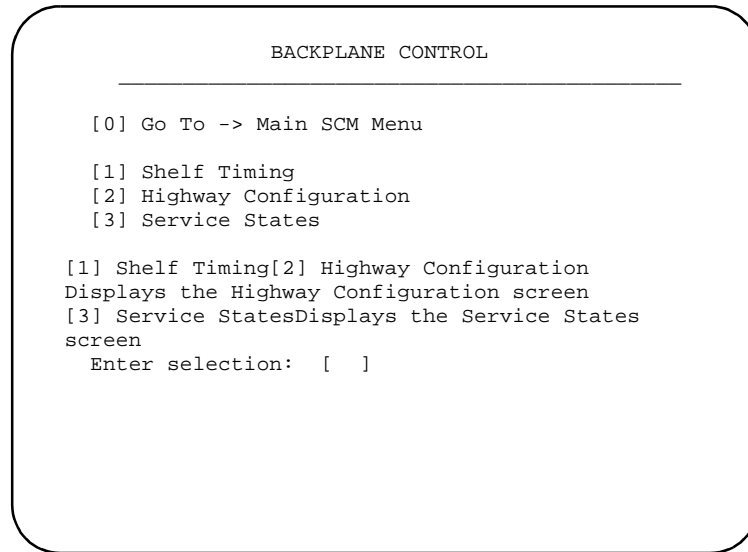 BACKPLANE CONTROL
[0] Go To -> Main SCM Menu
[1] Shelf Timing
[2] Highway Configuration
[3] Service States
[1] Shelf Timing[2] Highway Configuration
Displays the Highway Configuration screen
[3] Service StatesDisplays the Service States
screen
Enter selection: [ ]